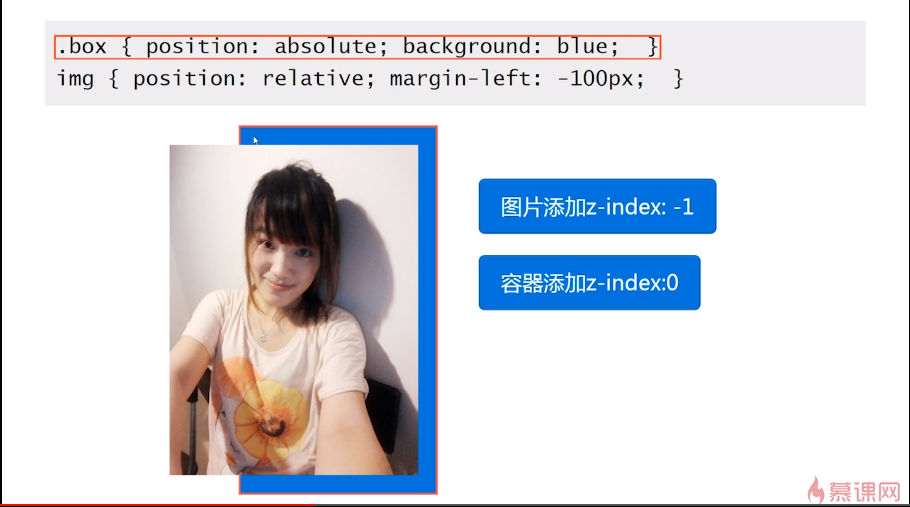 .box { position: absolute; background: blue;  }
img { position: relative; margin-left: -100px;  }
图片添加z-index: -1
容器添加z-index:0
慕课网